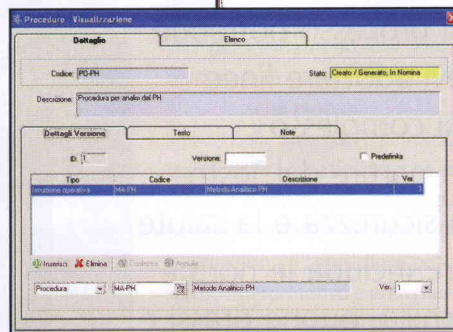 Procedure Visualizzazione
Dettaglio Elenco
Codice: PO-PH Stato: Creato / Generato, In Nomina
Descrizione: Procedura per analisi del PH
Dettagli Versione Testo Note
ID: 1 Versione: Predefinita
Tipo Codice Descrizione Ver.
Istruzione operativa MA-PH Metodo Analitico PH 1
Inserisci Elimina Conferma Annulla
Procedura MA-PH Metodo Analitico PH Ver. 1